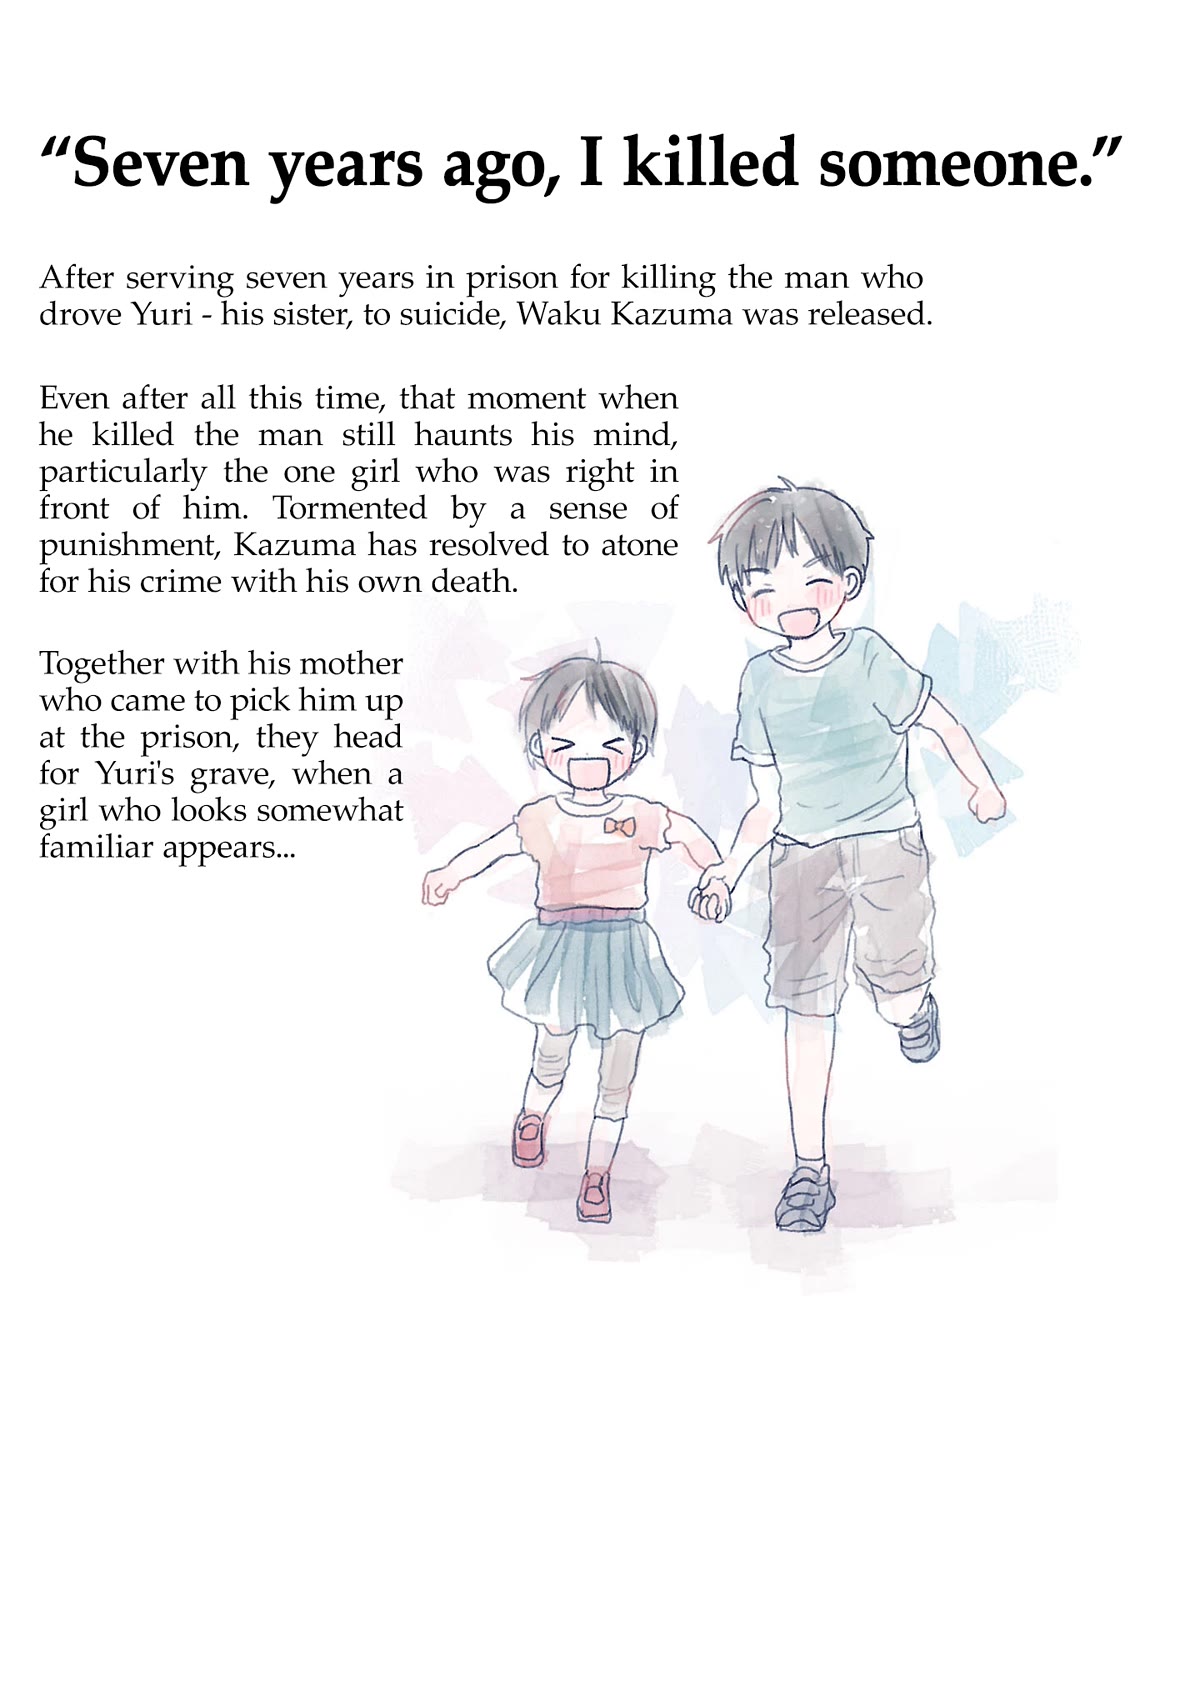 “Seven years ago, I killed someone.”
After serving seven years in prison for killing the man who
drove Yuri - his sister, to suicide, Waku Kazuma was released.
Even after all this time, that moment when
he killed the man still haunts his mind,
particularly the one girl who was right in
front of him. Tormented by a sense of
punishment, Kazuma has resolved to atone
for his crime with his own death.
Together with his mother
who came to pick him up
at the prison, they head
for Yuri's grave, when a
girl who looks somewhat
familiar appears...